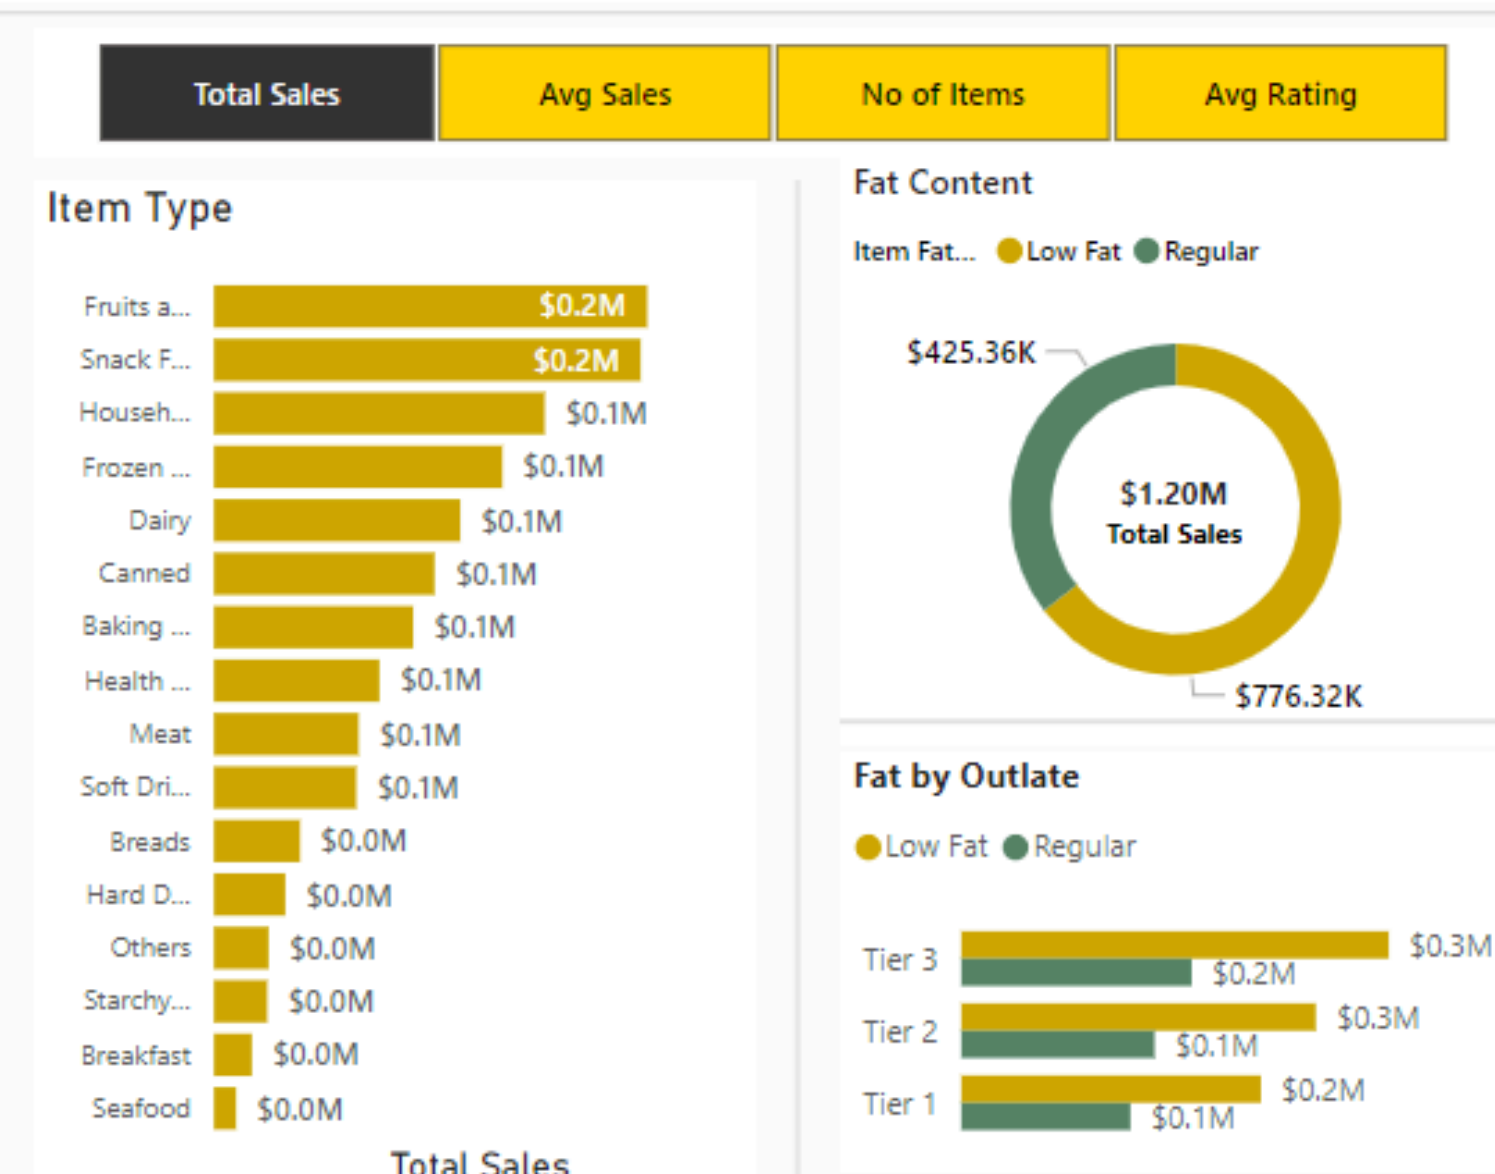 Total Sales
Avg Sales
No of Items
Avg Rating
Item Type
Fruits a... $0.2M
Snack F... $0.2M
Househ... $0.1M
Frozen ... $0.1M
Dairy $0.1M
Canned $0.1M
Baking ... $0.1M
Health ... $0.1M
Meat $0.1M
Soft Dri... $0.1M
Breads $0.0M
Hard D... $0.0M
Others $0.0M
Starchy... $0.0M
Breakfast $0.0M
Seafood $0.0M
Total Sales
Fat Content
Item Fat... Low Fat Regular
$425.36K
$1.20M
Total Sales
$776.32K
Fat by Outlate
Low Fat Regular
Tier 3 $0.3M
$0.2M
Tier 2 $0.3M
$0.1M
Tier 1 $0.2M
$0.1M